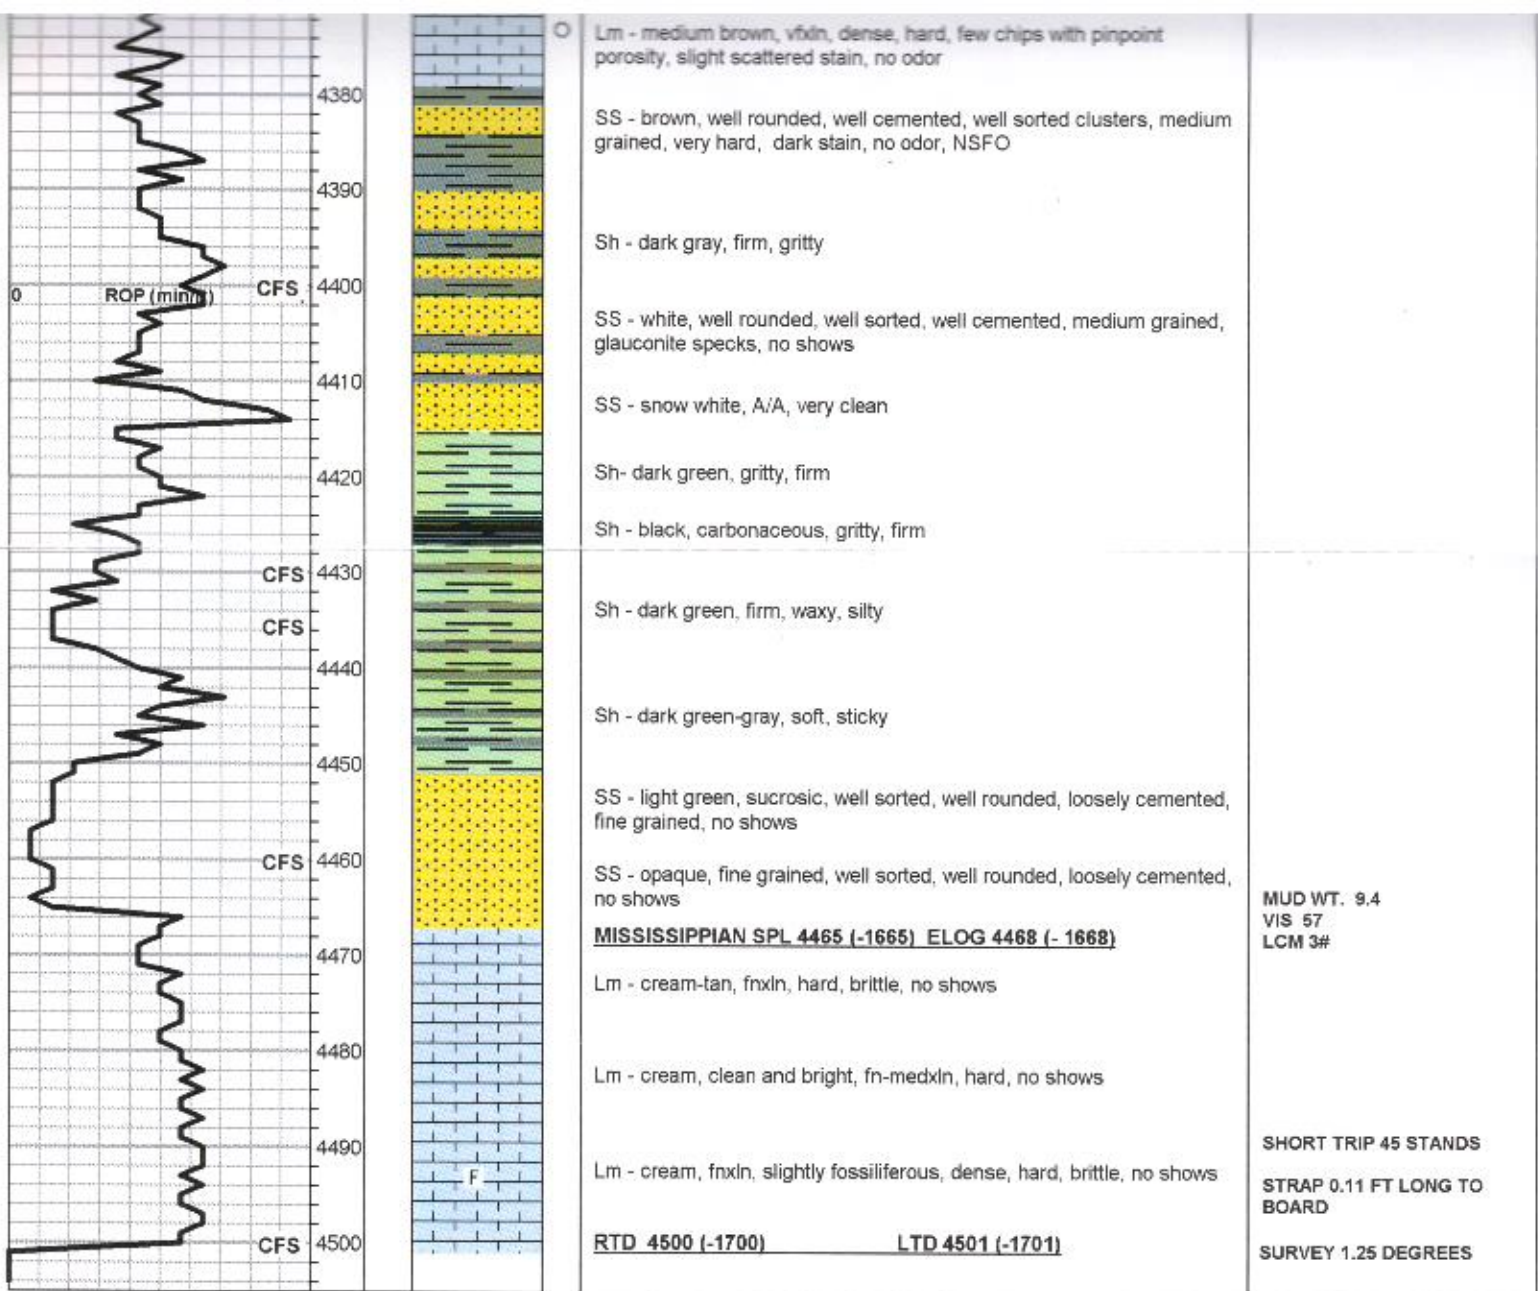 O
Lm - medium brown, vfxln, dense, hard, few chips with pinpoint
porosity, slight scattered stain, no odor
4380
SS - brown, well rounded, well cemented, well sorted clusters, medium
grained, very hard, dark stain, no odor, NSFO
4390
Sh - dark gray, firm, gritty
0 ROP (min/ft) CFS 4400
SS - white, well rounded, well sorted, well cemented, medium grained,
glauconite specks, no shows
4410
SS - snow white, A/A, very clean
4420
Sh- dark green, gritty, firm
Sh - black, carbonaceous, gritty, firm
CFS 4430
Sh - dark green, firm, waxy, silty
CFS
4440
Sh - dark green-gray, soft, sticky
4450
SS - light green, sucrosic, well sorted, well rounded, loosely cemented,
fine grained, no shows
CFS 4460
SS - opaque, fine grained, well sorted, well rounded, loosely cemented,
no shows
MUD WT. 9.4
VIS 57
LCM 3#
MISSISSIPPIAN SPL 4465 (-1665) ELOG 4468 (- 1668)
4470
Lm - cream-tan, fnxln, hard, brittle, no shows
4480
Lm - cream, clean and bright, fn-medxln, hard, no shows
4490
SHORT TRIP 45 STANDS
F
Lm - cream, fnxln, slightly fossiliferous, dense, hard, brittle, no shows
STRAP 0.11 FT LONG TO
BOARD
CFS 4500
RTD 4500 (-1700) LTD 4501 (-1701)
SURVEY 1.25 DEGREES